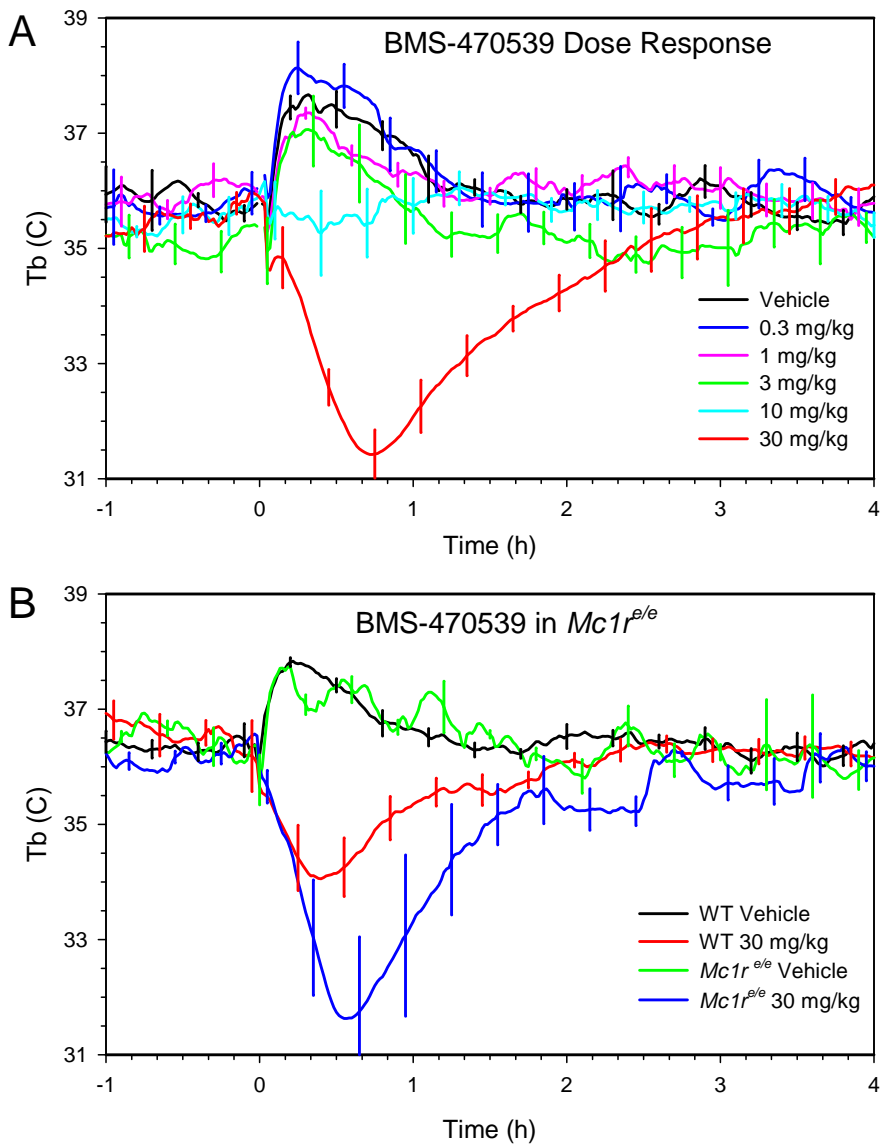 A
BMS-470539 Dose Response
39
37
35
33
31
Tb (C)
Vehicle
0.3 mg/kg
1 mg/kg
3 mg/kg
10 mg/kg
30 mg/kg
-1 0 1 2 3 4
Time (h)
B
BMS-470539 in Mc1r e/e
39
37
35
33
31
Tb (C)
WT Vehicle
WT 30 mg/kg
Mc1r e/e Vehicle
Mc1r e/e 30 mg/kg
-1 0 1 2 3 4
Time (h)